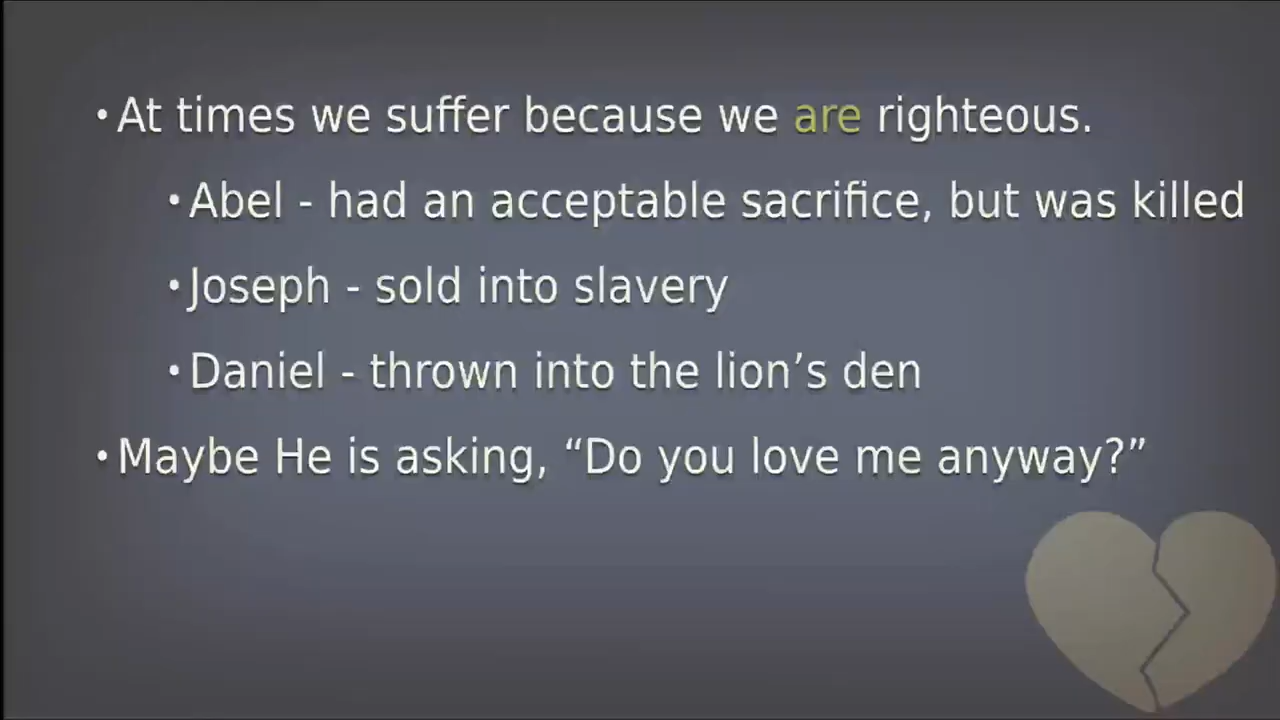 • At times we suffer because we are righteous.
• Abel - had an acceptable sacrifice, but was killed
• Joseph - sold into slavery
• Daniel - thrown into the lion’s den
• Maybe He is asking, “Do you love me anyway?”